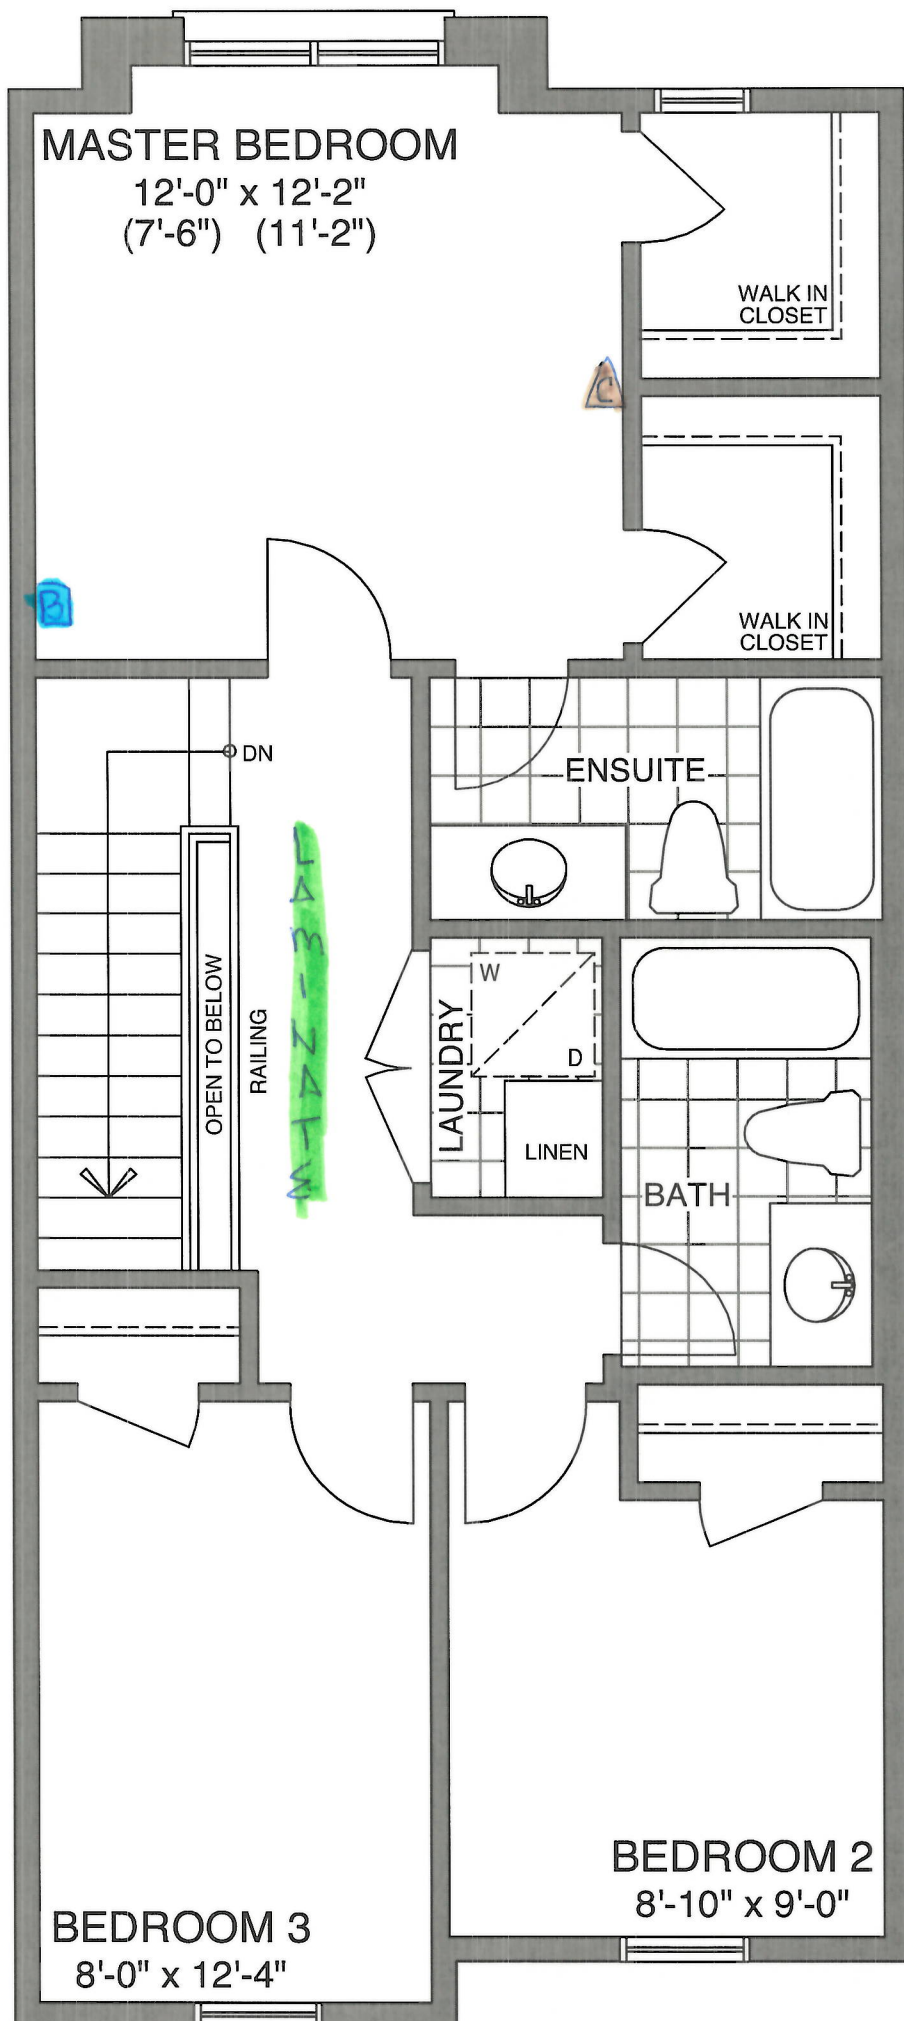 MASTER BEDROOM
12'-0" x 12'-2"
(7'-6") (11'-2")
WALK IN
CLOSET
C
B
WALK IN
CLOSET
DN
ENSUITE
LAMINATE
OPEN TO BELOW
RAILING
W
D
LAUNDRY
LINEN
BATH
BEDROOM 2
8'-10" x 9'-0"
BEDROOM 3
8'-0" x 12'-4"